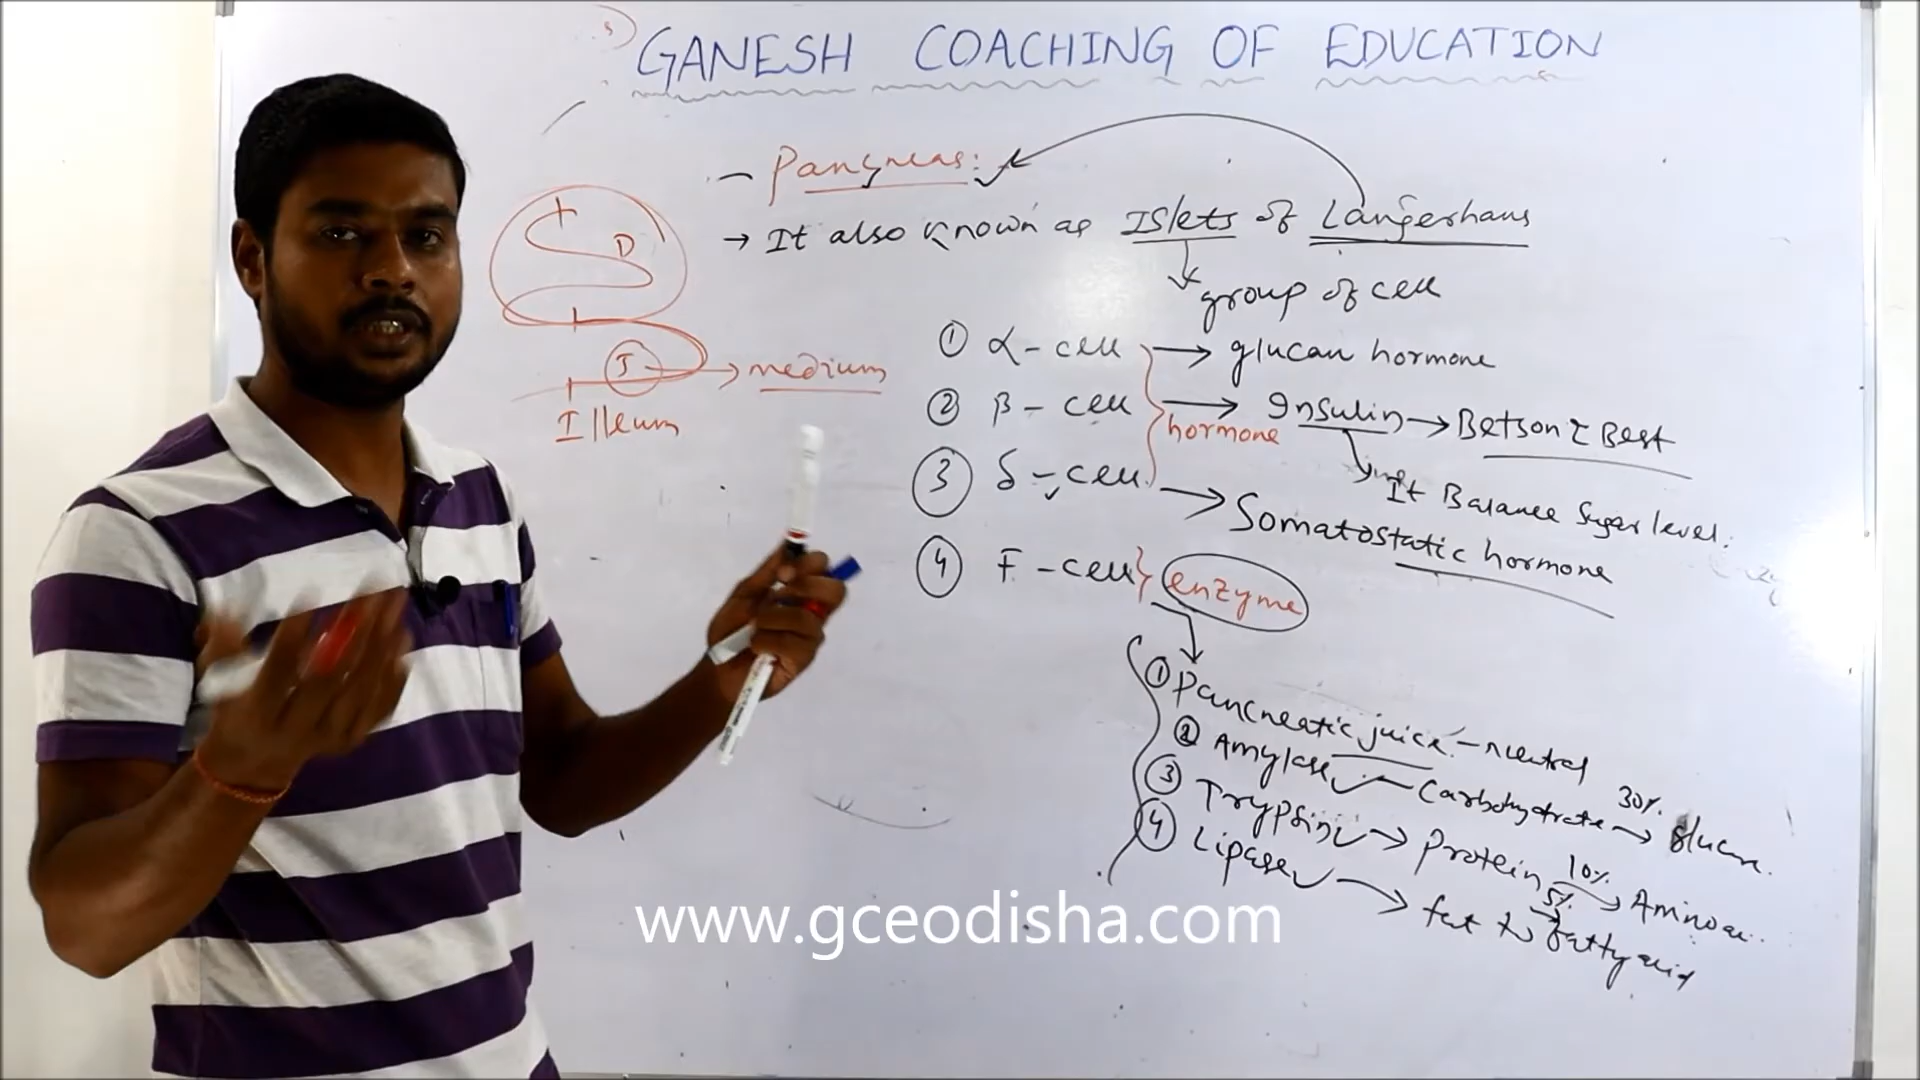 GANESH COACHING OF EDUCATION
- Pancreas:
→ It also known as Islets of Langerhans
group of cell
① α - cell → glucan hormone
② β - cell → Insulin → Betson & Best
hormone
It Balance Sugar level.
③ δ - cell → Somatostatic hormone
④ F - cell } enzyme
① Pancreatic juice - neutral
② Amylase - Carbohydrate 30% → glucose
③ Trypsin → Protein 10% → Amino
④ Lipase → fat to 5% → fatty acid
D
J → medium
Illeum
www.gceodisha.com